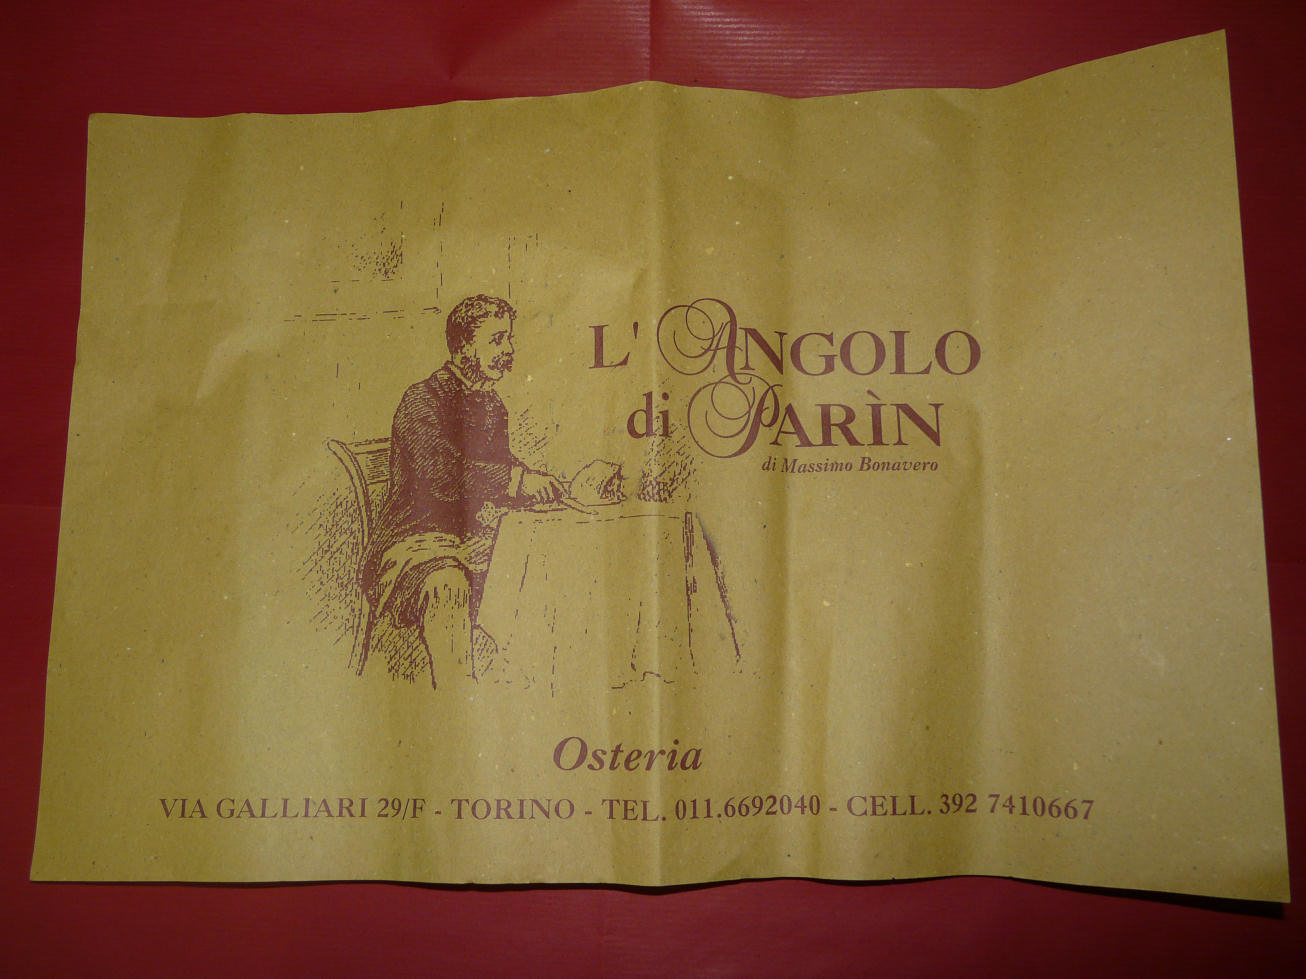 L' ANGOLO
di PARÌN
di Massimo Bonavero
Osteria
VIA GALLIARI 29/F - TORINO - TEL. 011.6692040 - CELL. 392 7410667